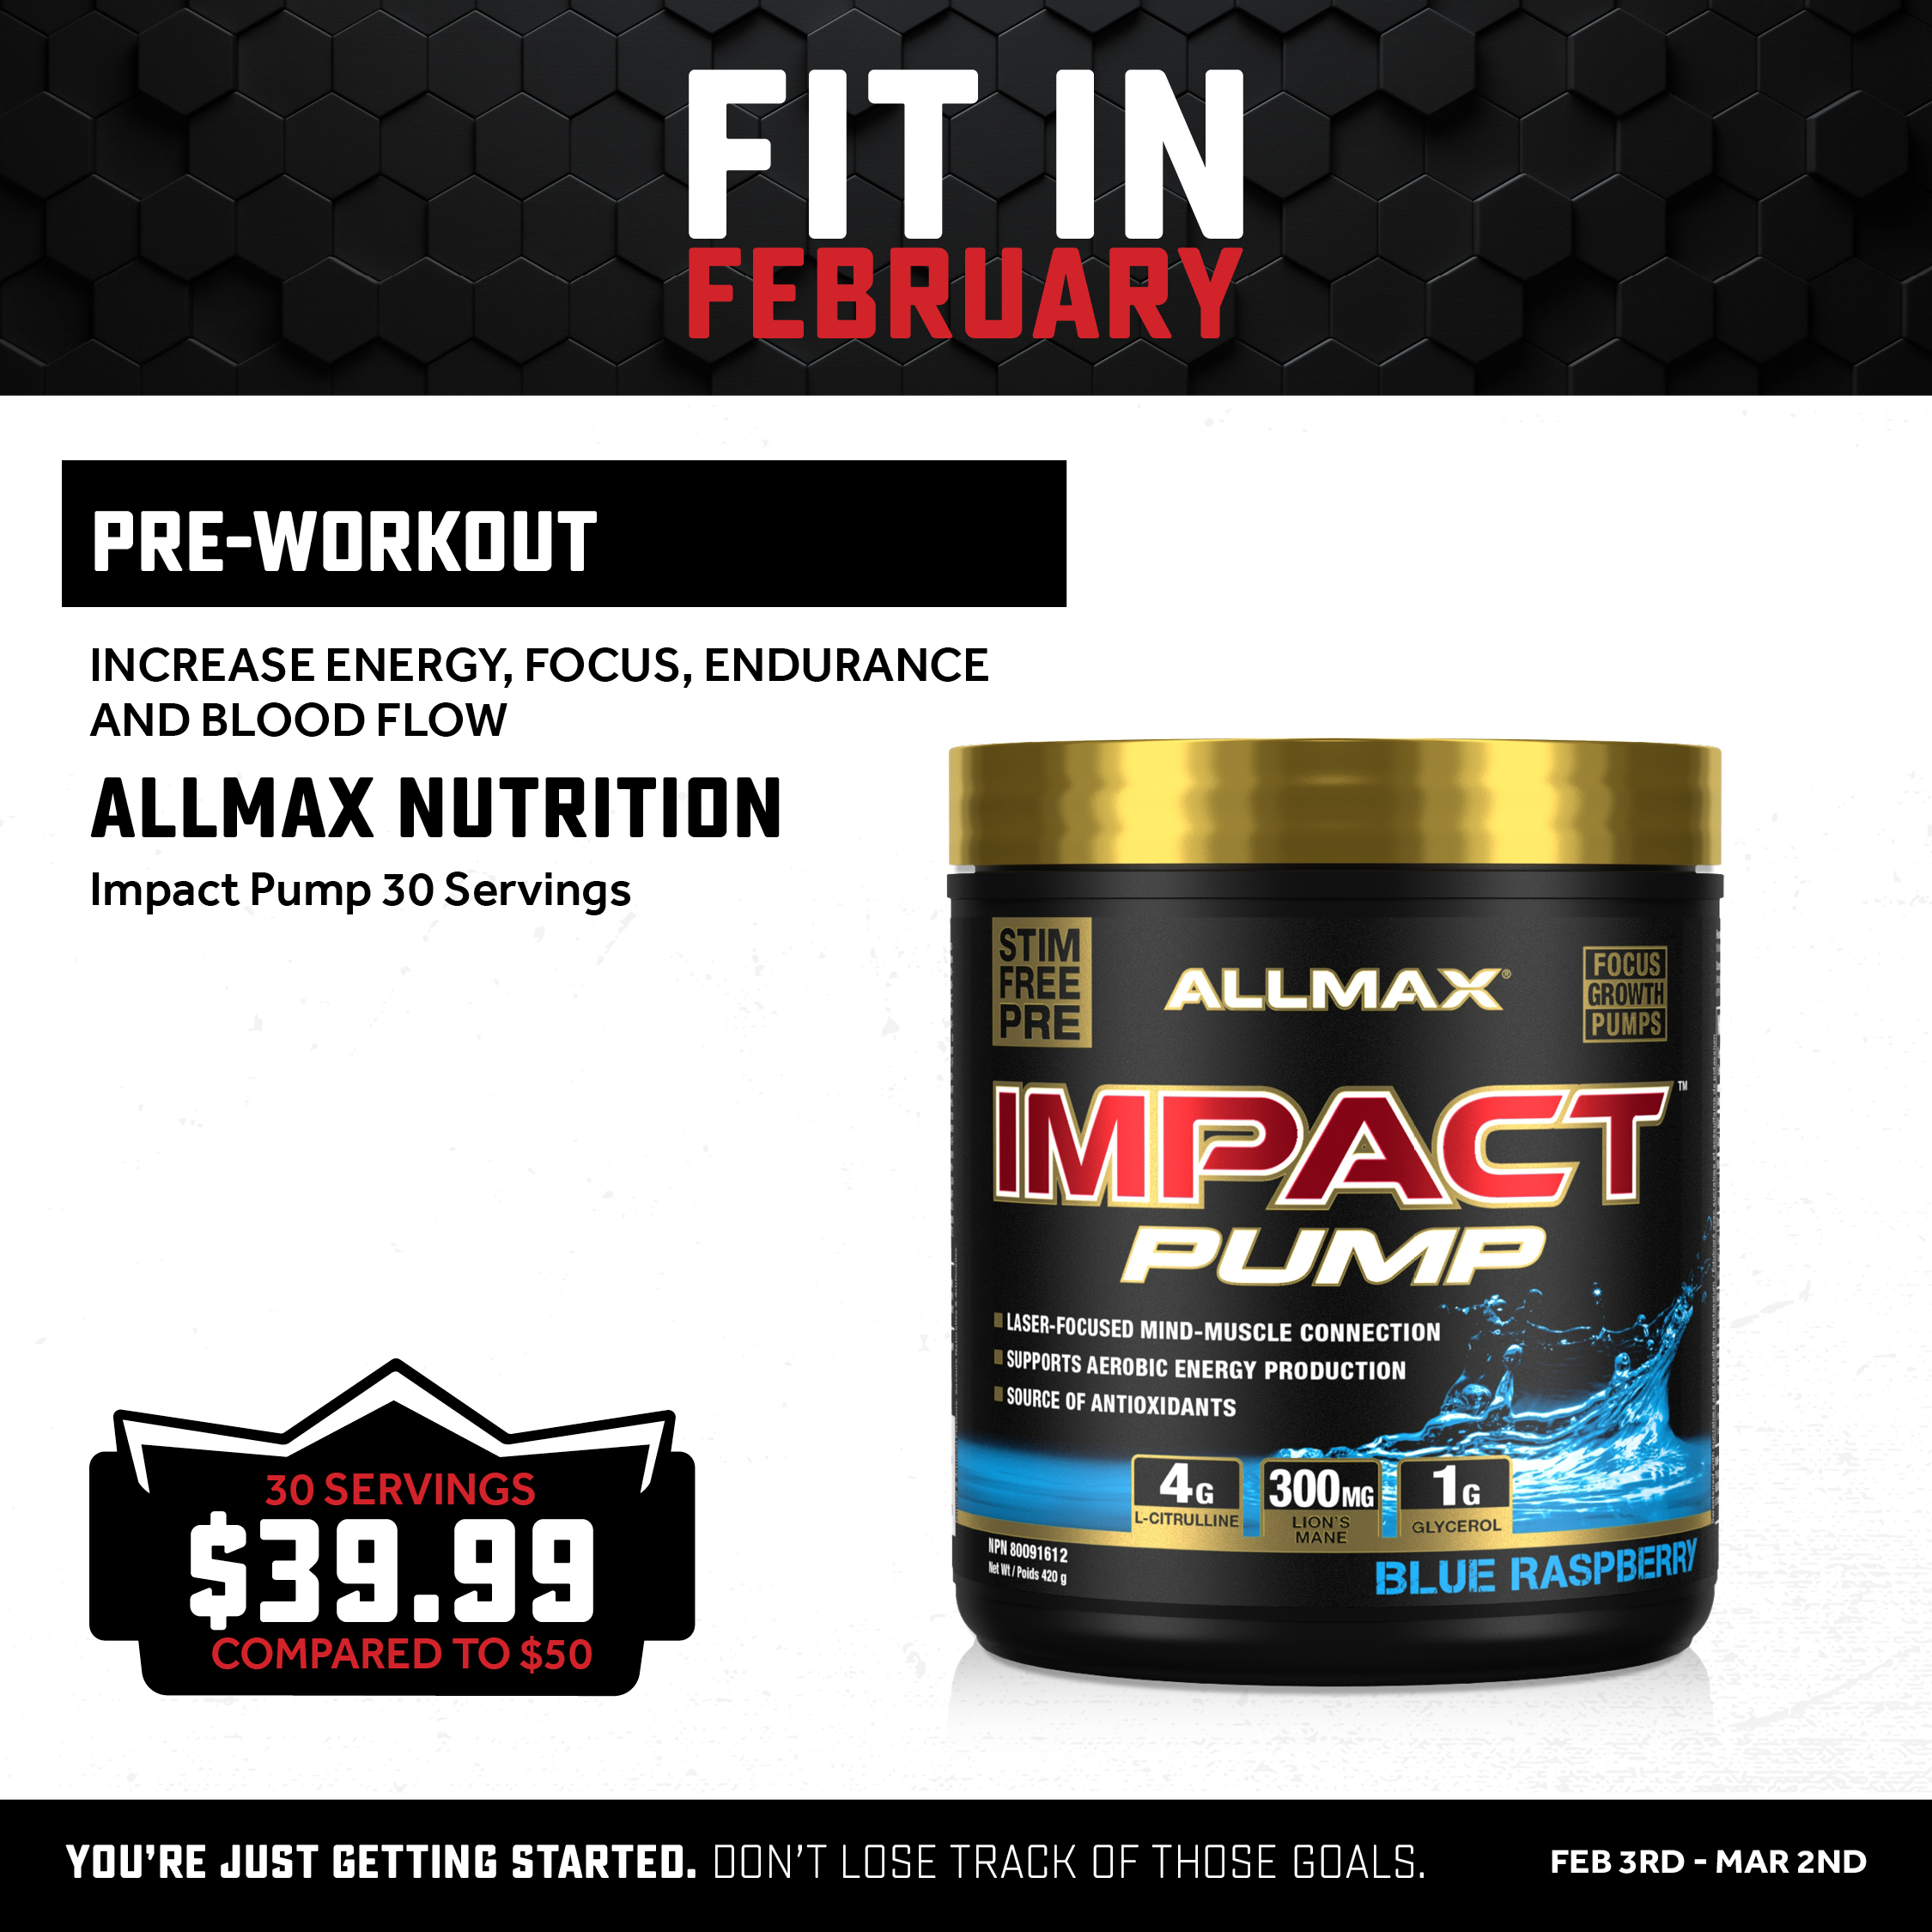 FIT IN
FEBRUARY
PRE-WORKOUT
INCREASE ENERGY, FOCUS, ENDURANCE
AND BLOOD FLOW
ALLMAX NUTRITION
Impact Pump 30 Servings
STIM
FREE
PRE
ALLMAX®
FOCUS
GROWTH
PUMPS
IMPACT™
PUMP
LASER-FOCUSED MIND-MUSCLE CONNECTION
SUPPORTS AEROBIC ENERGY PRODUCTION
SOURCE OF ANTIOXIDANTS
4G
L-CITRULLINE
300MG
LION'S
MANE
1G
GLYCEROL
NPN 80091612
Net Wt / Poids 420 g
BLUE RASPBERRY
30 SERVINGS
$39.99
COMPARED TO $50
YOU'RE JUST GETTING STARTED. DON'T LOSE TRACK OF THOSE GOALS.
FEB 3RD - MAR 2ND